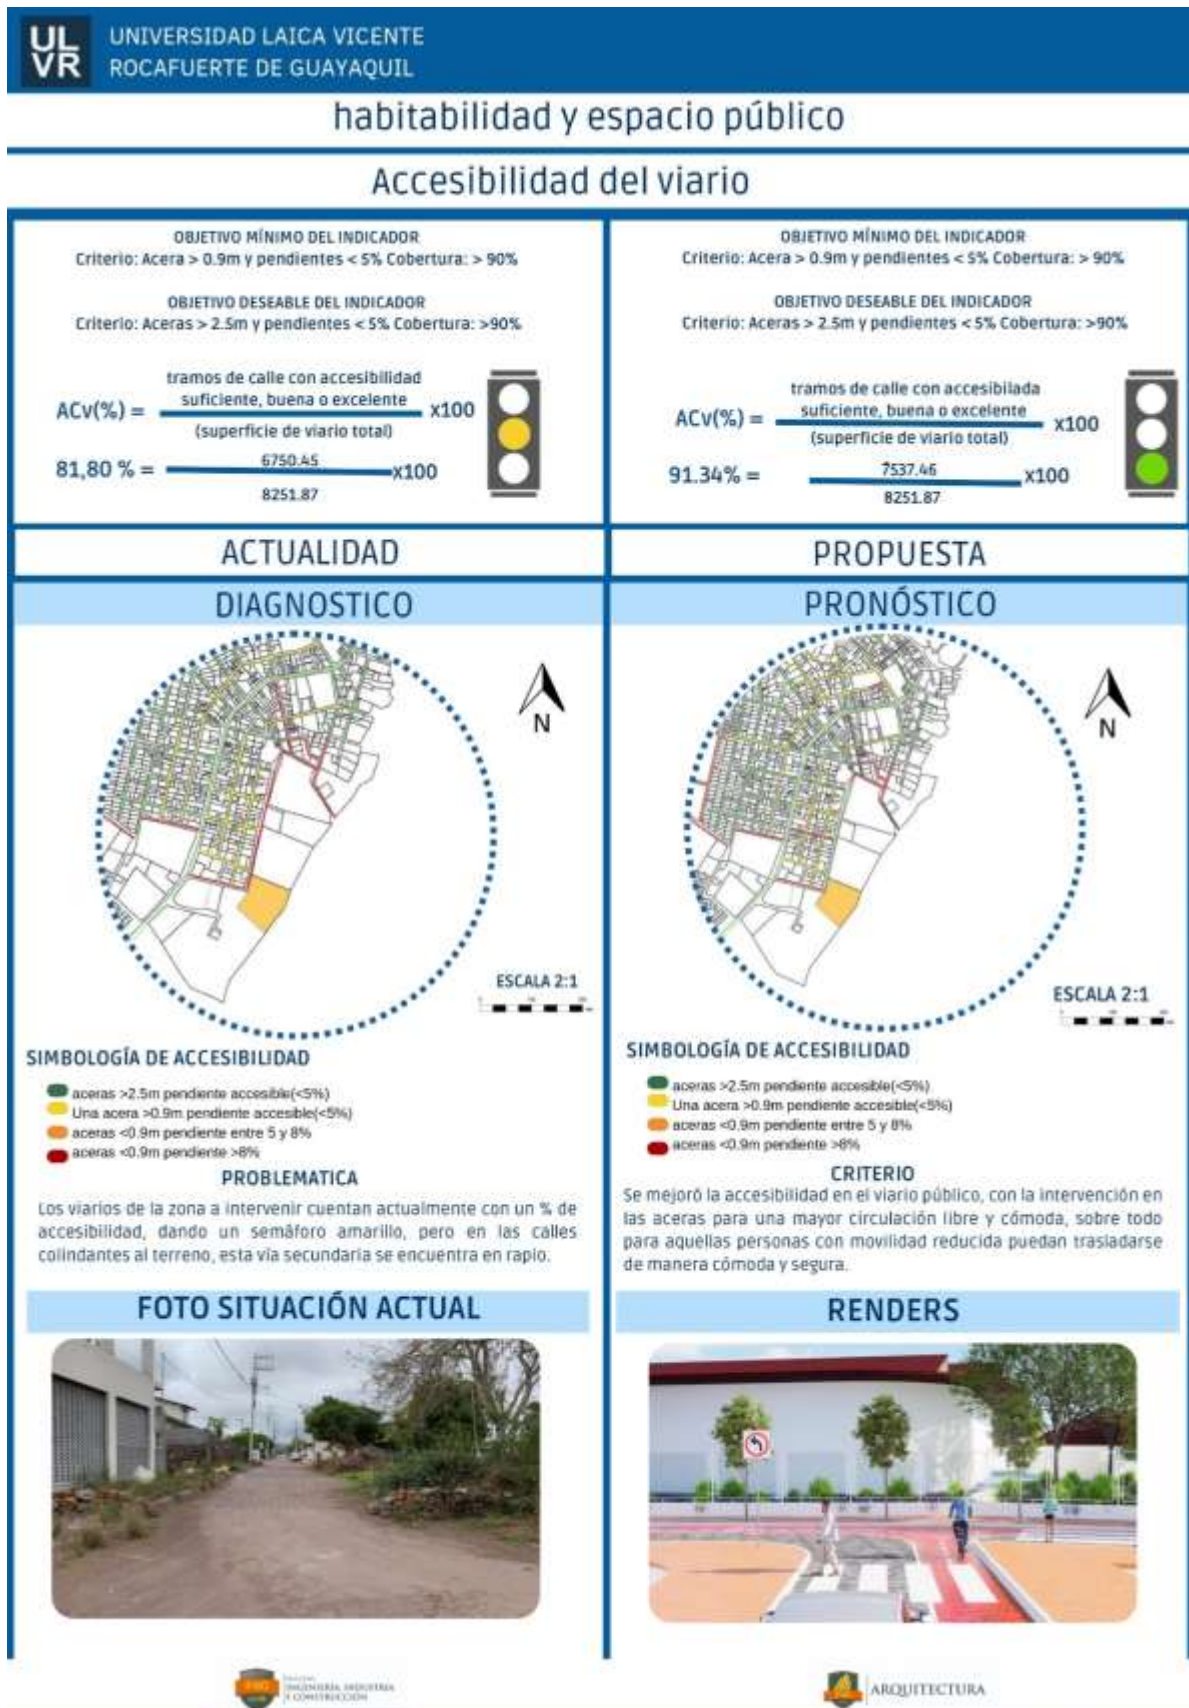 UL
VR
UNIVERSIDAD LAICA VICENTE
ROCAFUERTE DE GUAYAQUIL
habitabilidad y espacio público
Accesibilidad del viario
OBJETIVO MÍNIMO DEL INDICADOR
Criterio: Acera > 0.9m y pendientes < 5% Cobertura: > 90%
OBJETIVO DESEABLE DEL INDICADOR
Criterio: Aceras > 2.5m y pendientes < 5% Cobertura: >90%
tramos de calle con accesibilidad
suficiente, buena o excelente
ACv(%) = x100
(superficie de viario total)
6750.45
81,80 % = x100
8251.87
OBJETIVO MÍNIMO DEL INDICADOR
Criterio: Acera > 0.9m y pendientes < 5% Cobertura: > 90%
OBJETIVO DESEABLE DEL INDICADOR
Criterio: Aceras > 2.5m y pendientes < 5% Cobertura: >90%
tramos de calle con accesibilada
suficiente, buena o excelente
ACv(%) = x100
(superficie de viario total)
7537.46
91.34% = x100
8251.87
ACTUALIDAD
DIAGNOSTICO
N
ESCALA 2:1
SIMBOLOGÍA DE ACCESIBILIDAD
aceras >2.5m pendiente accesible(<5%)
Una acera >0.9m pendiente accesible(<5%)
aceras <0.9m pendiente entre 5 y 8%
aceras <0.9m pendiente >8%
PROBLEMATICA
Los viarios de la zona a intervenir cuentan actualmente con un % de
accesibilidad, dando un semáforo amarillo, pero en las calles
colindantes al terreno, esta vía secundaria se encuentra en rapio.
FOTO SITUACIÓN ACTUAL
PROPUESTA
PRONÓSTICO
N
ESCALA 2:1
SIMBOLOGÍA DE ACCESIBILIDAD
aceras >2.5m pendiente accesible(<5%)
Una acera >0.9m pendiente accesible(<5%)
aceras <0.9m pendiente entre 5 y 8%
aceras <0.9m pendiente >8%
CRITERIO
Se mejoró la accesibilidad en el viario público, con la intervención en
las aceras para una mayor circulación libre y cómoda, sobre todo
para aquellas personas con movilidad reducida puedan trasladarse
de manera cómoda y segura.
RENDERS
INGENIERÍA, INDUSTRIA
Y CONSTRUCCIÓN
ARQUITECTURA